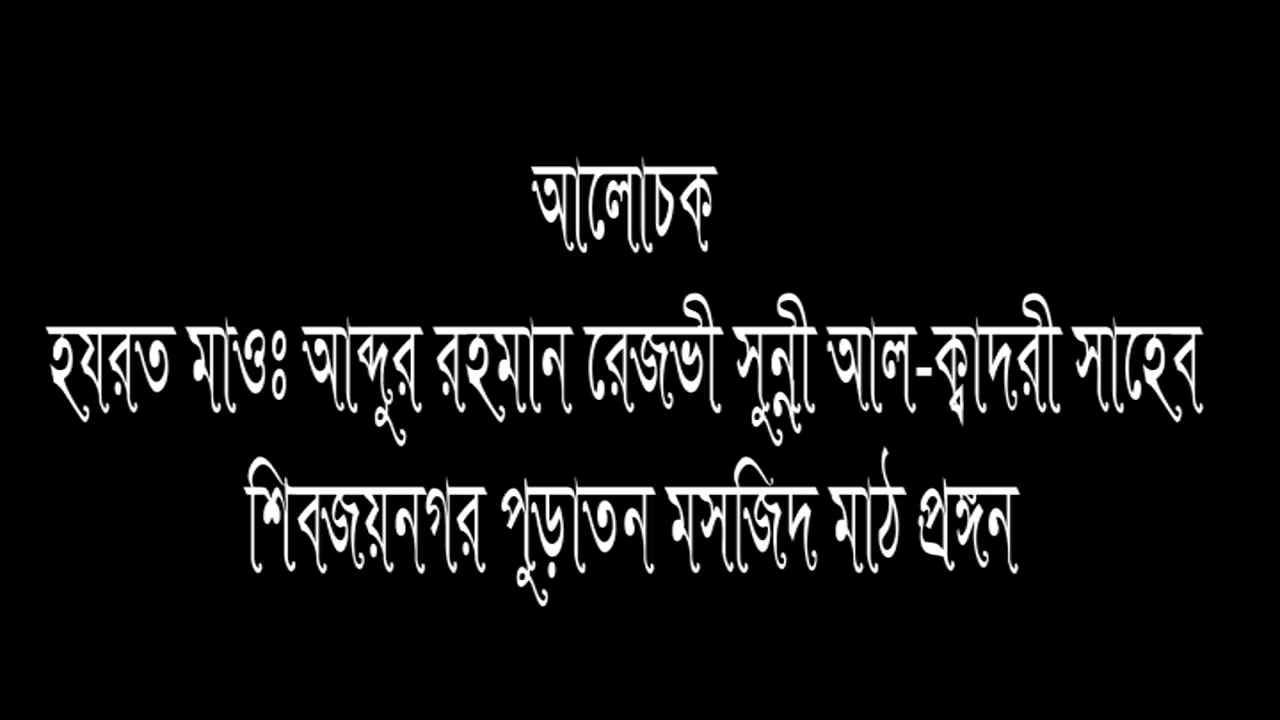 আলোচক
হযরত মাওঃ আব্দুর রহমান রেজভী সুন্নী আল-ক্বাদরী সাহেব
শিবজয়নগর পুড়াতন মসজিদ মাঠ প্রঙ্গন